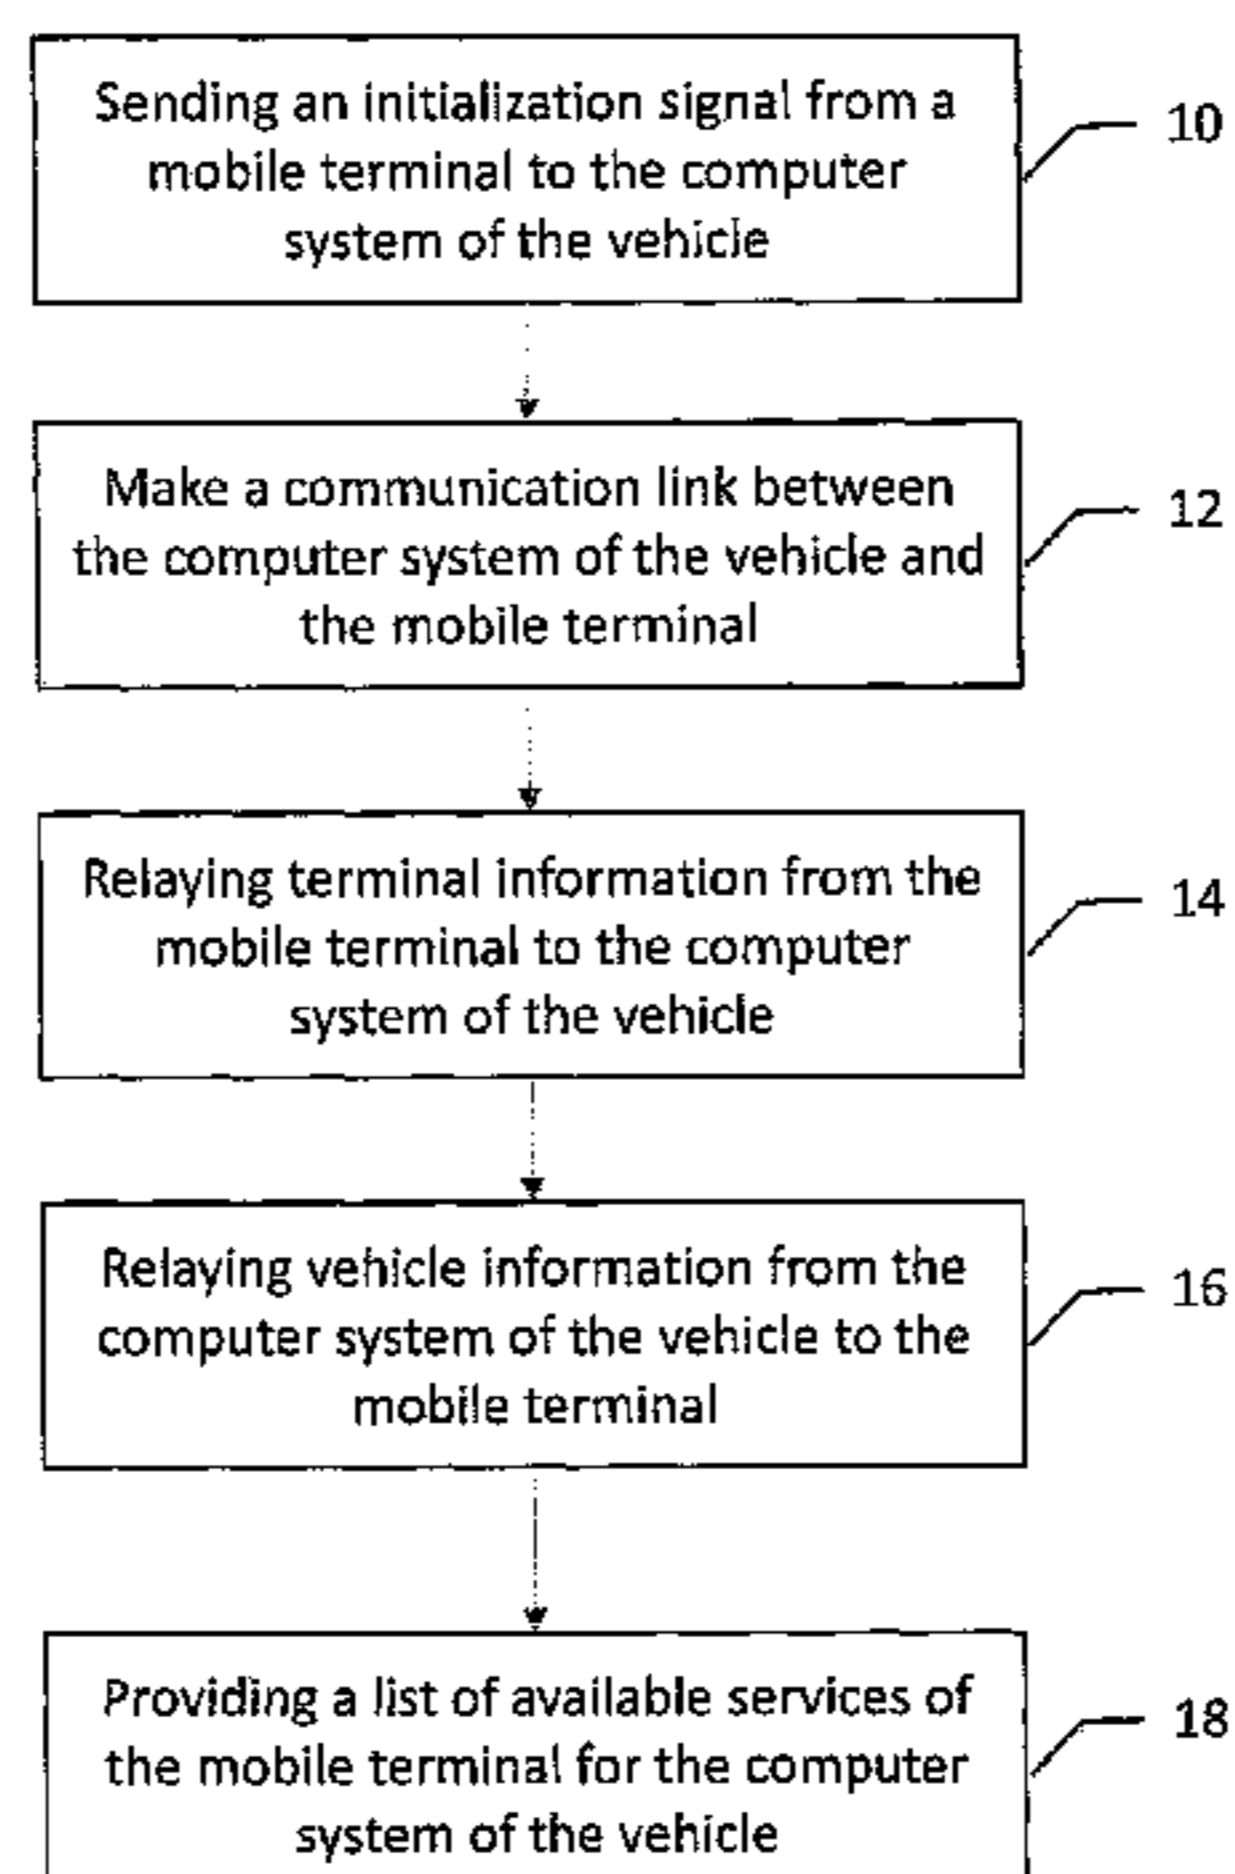 Sending an initialization signal from a
mobile terminal to the computer
system of the vehicle
10
Make a communication link between
the computer system of the vehicle and
the mobile terminal
12
Relaying terminal information from the
mobile terminal to the computer
system of the vehicle
14
Relaying vehicle information from the
computer system of the vehicle to the
mobile terminal
16
Providing a list of available services of
the mobile terminal for the computer
system of the vehicle
18